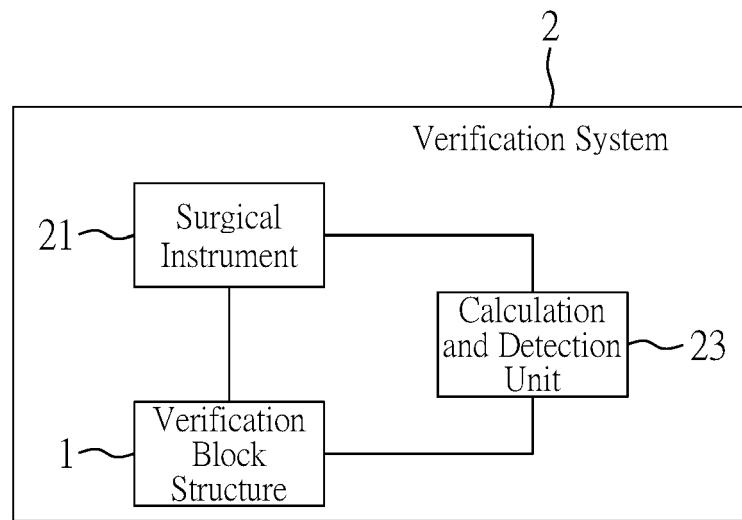 2
Verification System
21
Surgical
Instrument
Calculation
and Detection
Unit
23
1
Verification
Block
Structure